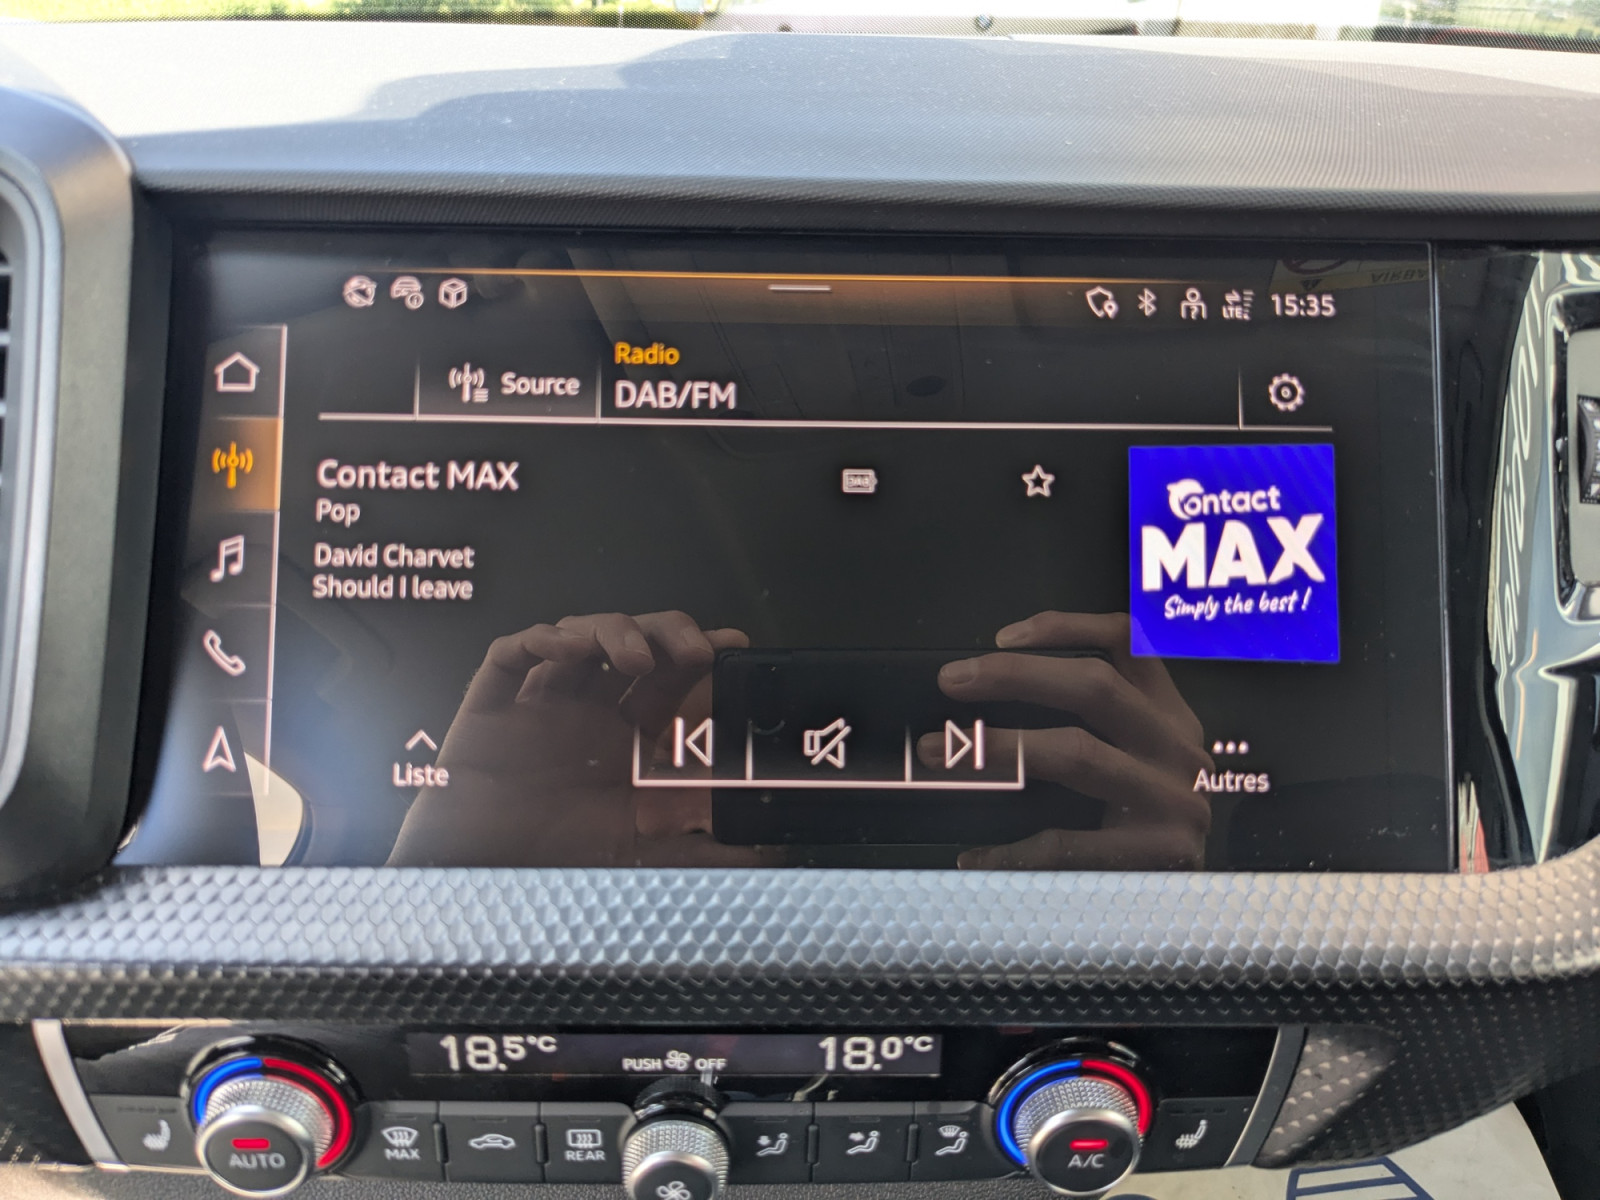 LTE
15:35
Radio
Source
DAB/FM
Contact MAX
Pop
David Charvet
Should I leave
Contact
MAX
Simply the best!
Liste
Autres
18.5°C
PUSH OFF
18.0°C
AUTO
MAX
REAR
A/C